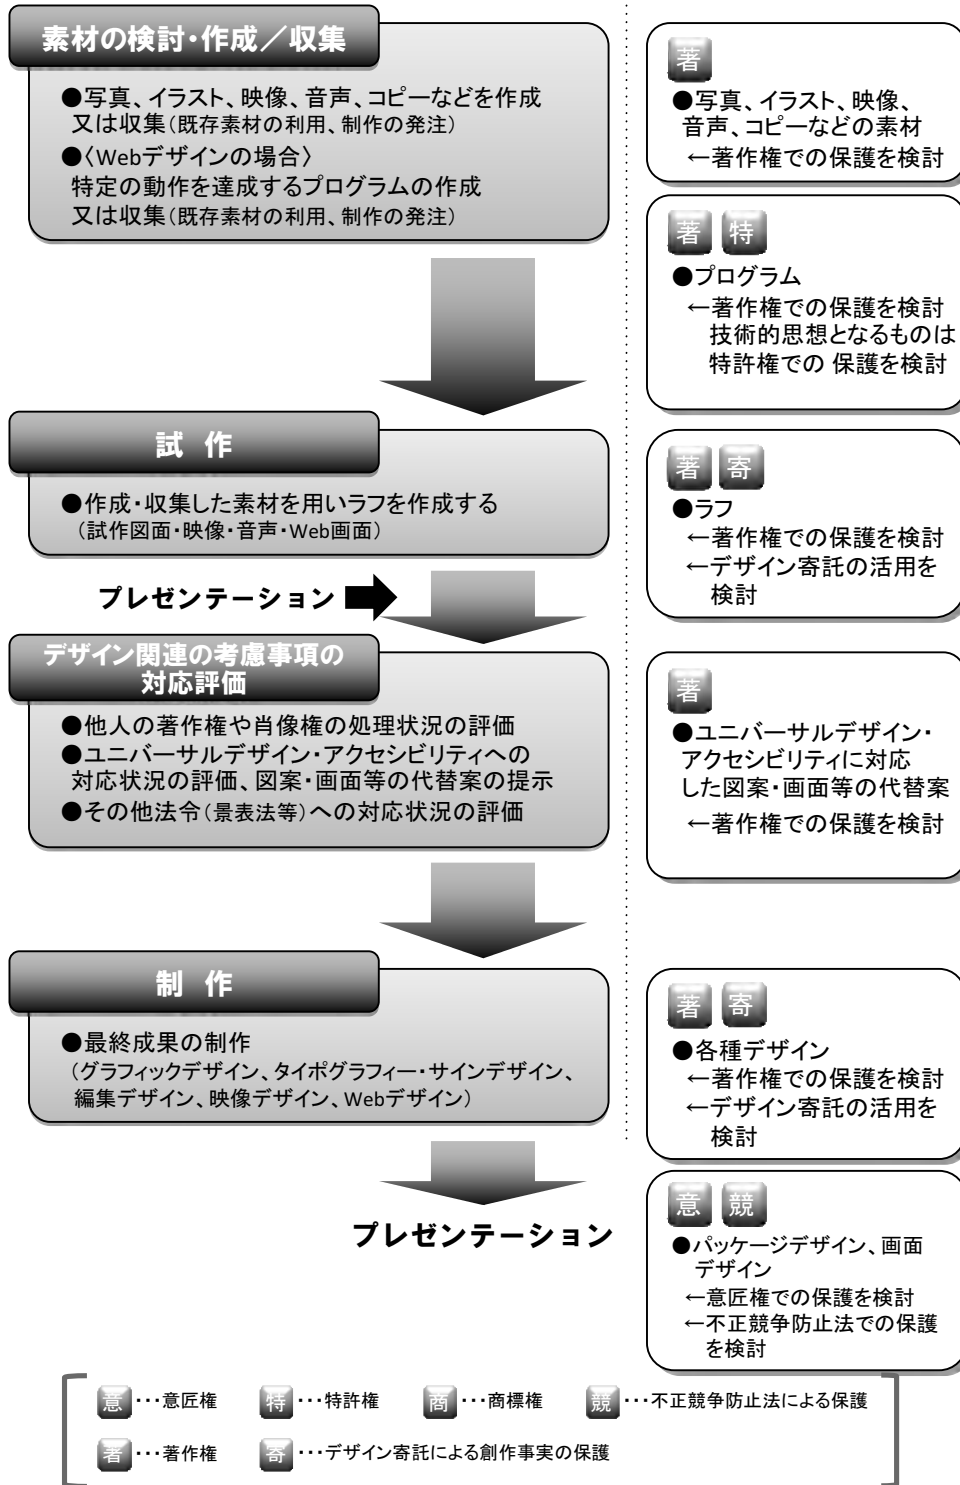 素材の検討・作成／収集
●写真、イラスト、映像、音声、コピーなどを作成
又は収集（既存素材の利用、制作の発注）
●〈Webデザインの場合〉
特定の動作を達成するプログラムの作成
又は収集（既存素材の利用、制作の発注）
著
●写真、イラスト、映像、
音声、コピーなどの素材
←著作権での保護を検討
著 特
●プログラム
←著作権での保護を検討
技術的思想となるものは
特許権での 保護を検討
試 作
●作成・収集した素材を用いラフを作成する
（試作図面・映像・音声・Web画面）
著 寄
●ラフ
←著作権での保護を検討
←デザイン寄託の活用を
検討
プレゼンテーション
デザイン関連の考慮事項の
対応評価
●他人の著作権や肖像権の処理状況の評価
●ユニバーサルデザイン・アクセシビリティへの
対応状況の評価、図案・画面等の代替案の提示
●その他法令（景表法等）への対応状況の評価
著
●ユニバーサルデザイン・
アクセシビリティに対応
した図案・画面等の代替案
←著作権での保護を検討
制 作
●最終成果の制作
（グラフィックデザイン、タイポグラフィー・サインデザイン、
編集デザイン、映像デザイン、Webデザイン）
著 寄
●各種デザイン
←著作権での保護を検討
←デザイン寄託の活用を
検討
プレゼンテーション
意 競
●パッケージデザイン、画面
デザイン
←意匠権での保護を検討
←不正競争防止法での保護
を検討
意・・・意匠権 特・・・特許権 商・・・商標権 競・・・不正競争防止法による保護
著・・・著作権 寄・・・デザイン寄託による創作事実の保護